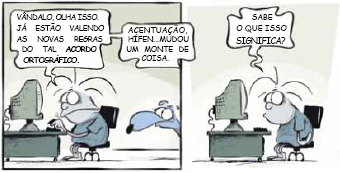 VÂNDALO, OLHA ISSO.
JÁ ESTÃO VALENDO
AS NOVAS REGRAS
DO TAL ACORDO
ORTOGRÁFICO.
ACENTUAÇÃO,
HÍFEN...MUDOU
UM MONTE DE
COISA.
SABE
O QUE ISSO
SIGNIFICA?